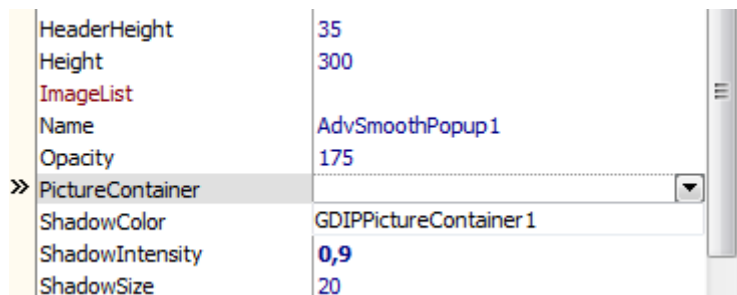 HeaderHeight 35
Height 300
ImageList
Name AdvSmoothPopup1
Opacity 175
» PictureContainer
ShadowColor GDIPPictureContainer1
ShadowIntensity 0,9
ShadowSize 20